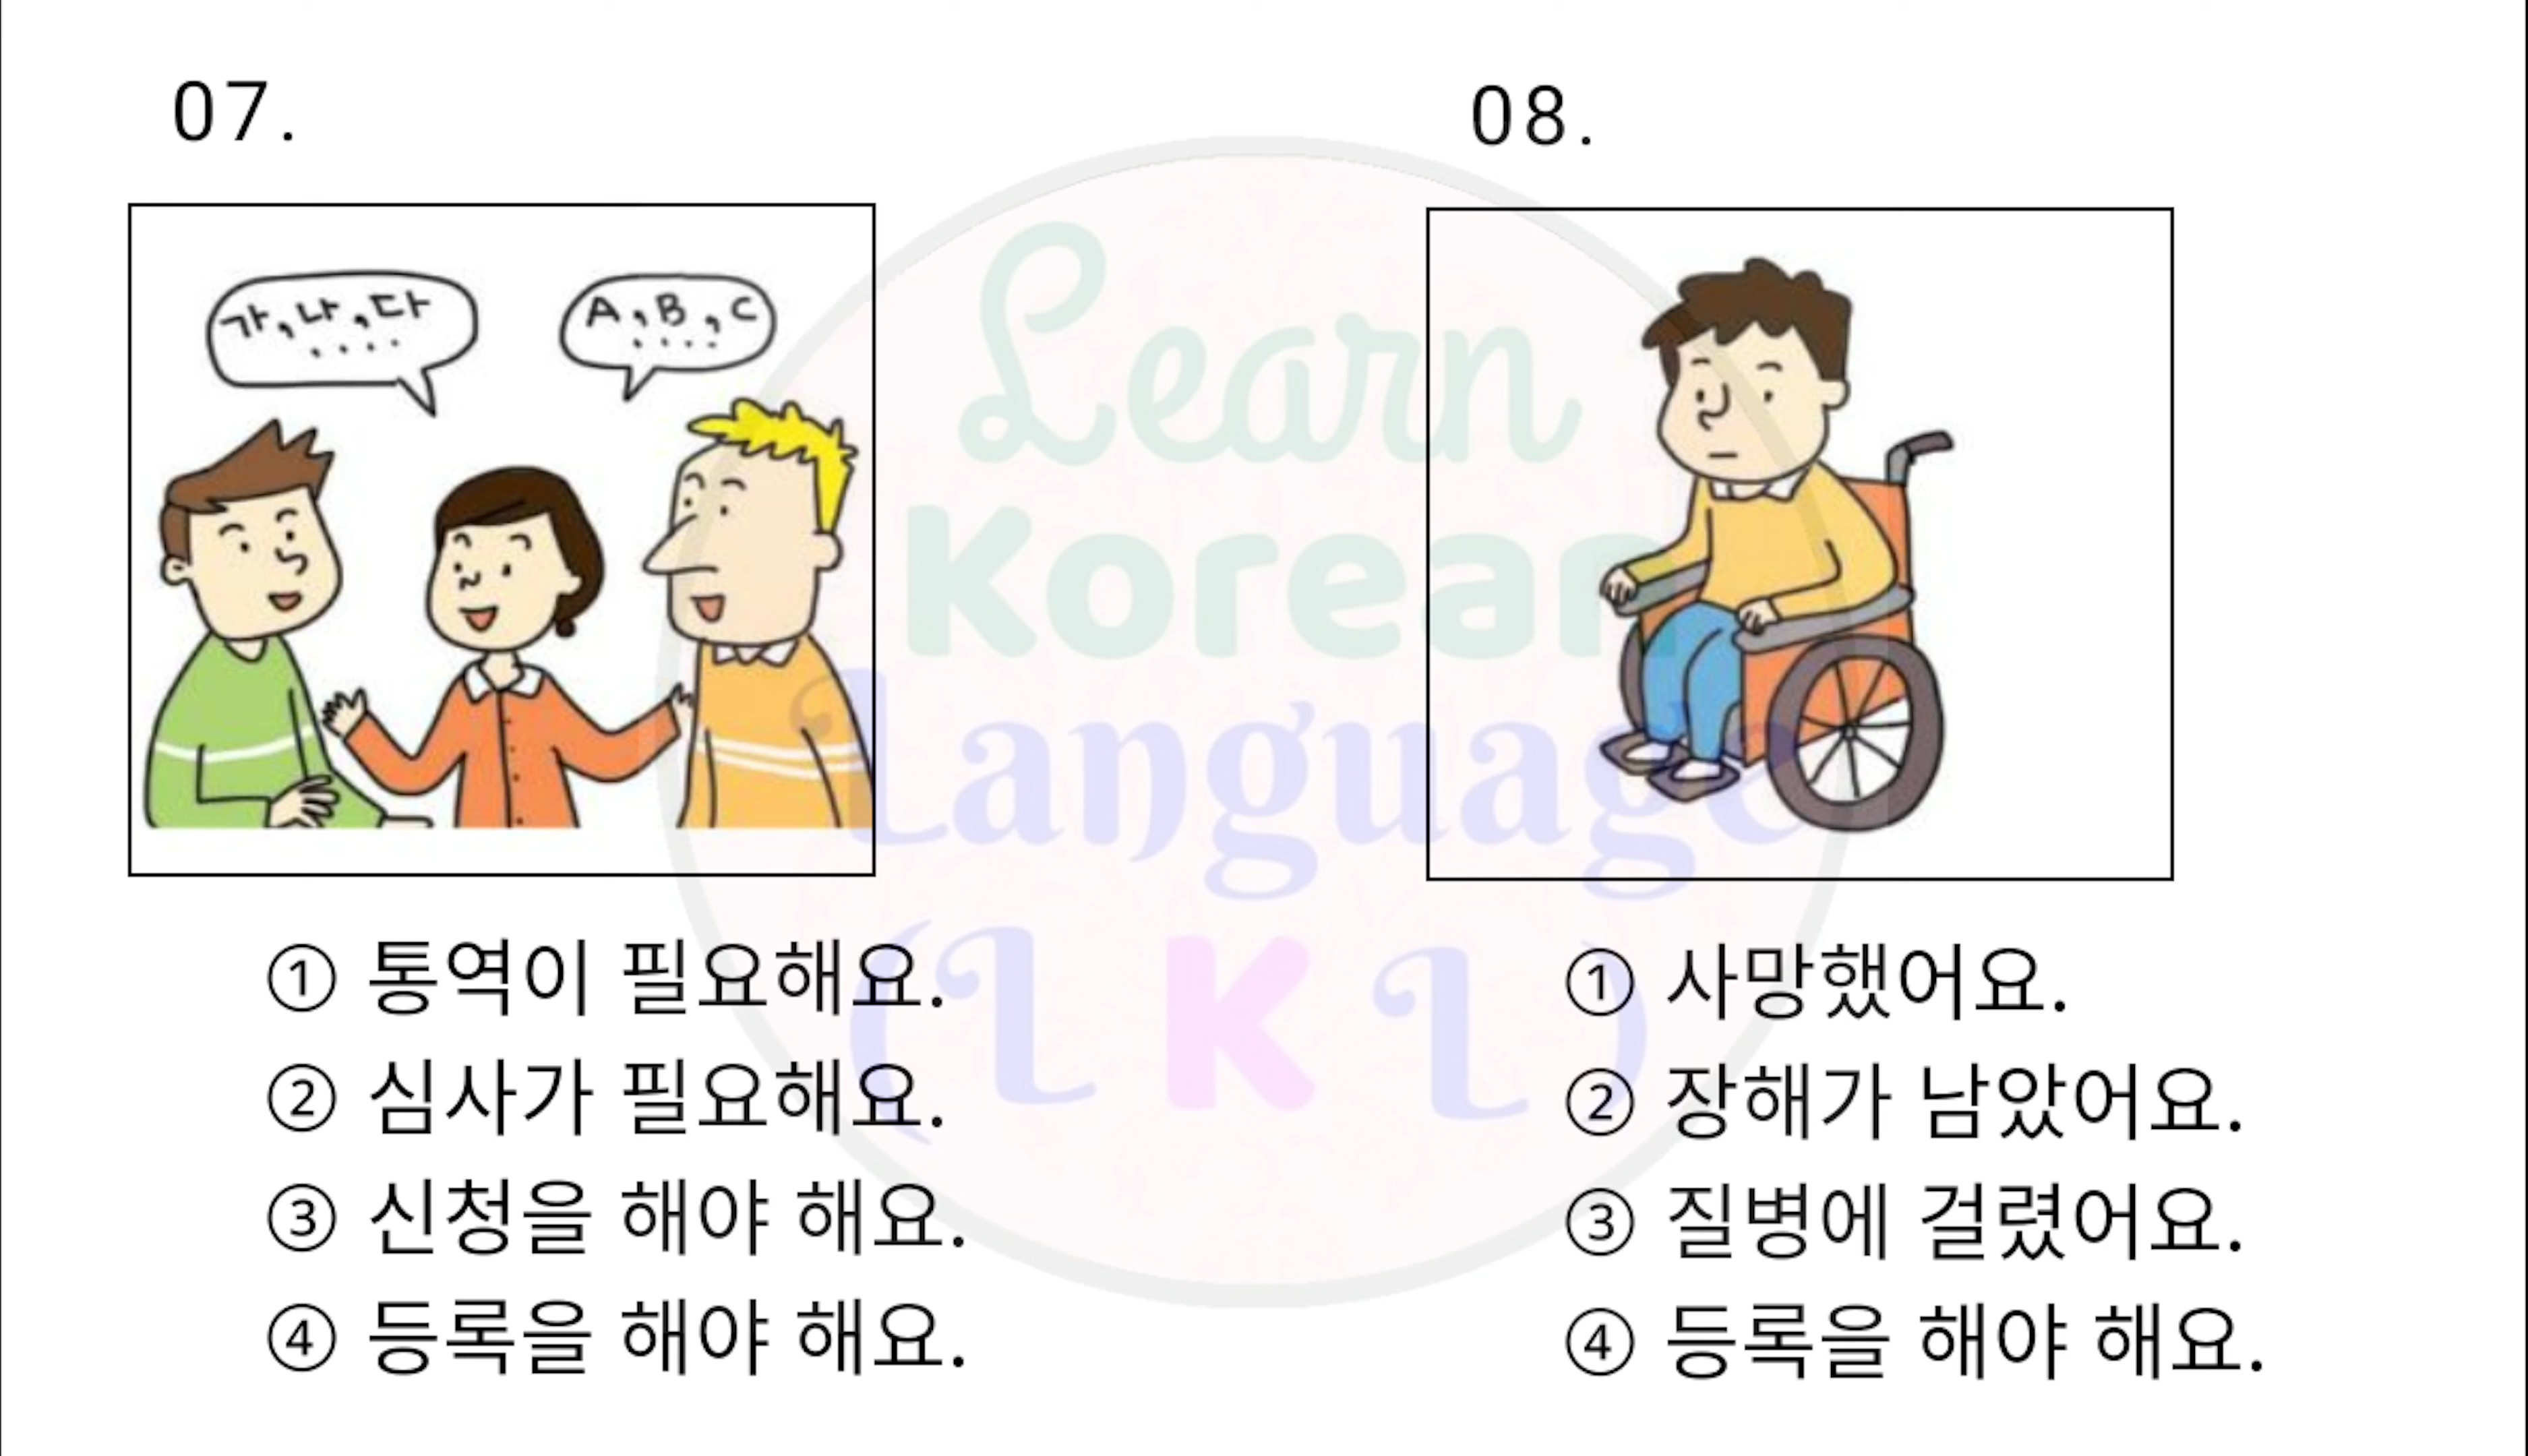 07.
가, 나, 다
....
A, B, C
....
① 통역이 필요해요.
② 심사가 필요해요.
③ 신청을 해야 해요.
④ 등록을 해야 해요.
08.
① 사망했어요.
② 장해가 남았어요.
③ 질병에 걸렸어요.
④ 등록을 해야 해요.
Learn
Korean
Language
(L K L)